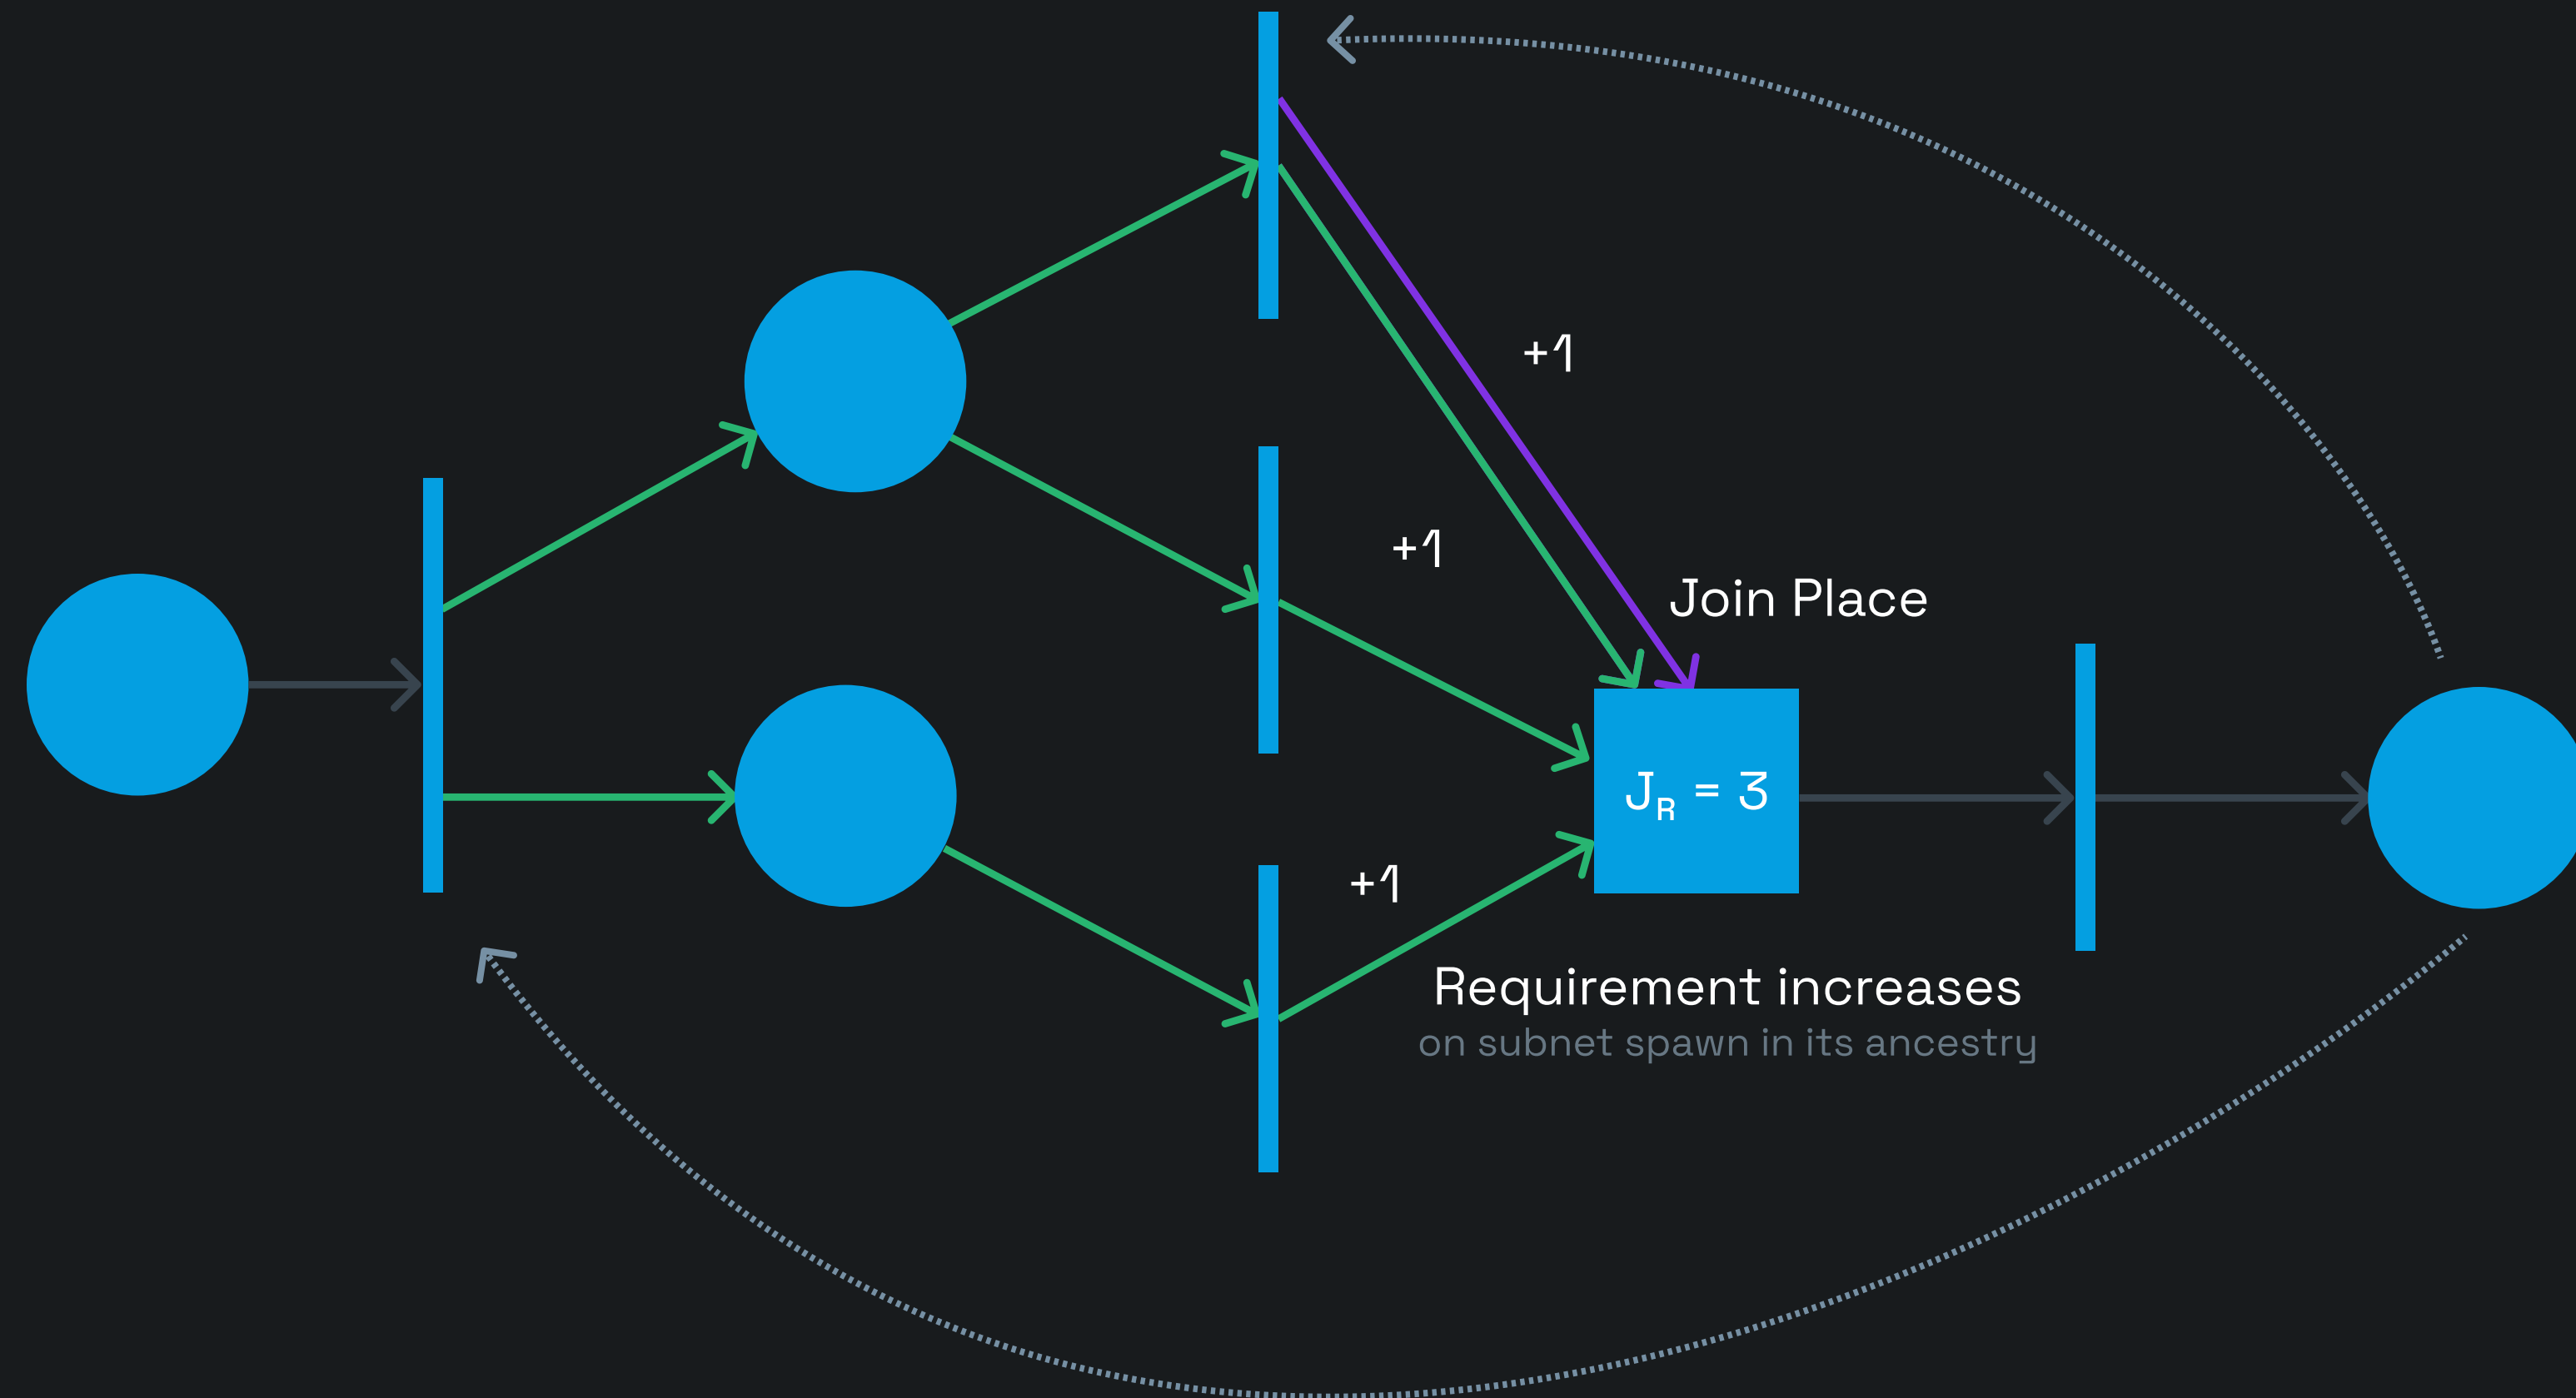 +1
+1
Join Place
J_R = 3
+1
Requirement increases
on subnet spawn in its ancestry